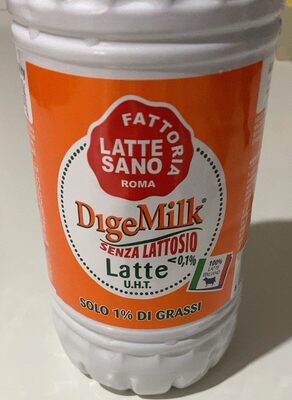 FATTORIA
LATTE
SANO
ROMA
DigeMilk®
SENZA LATTOSIO
<0,1%
Latte
U.H.T.
100%
LATTE
ITALIANO
SOLO 1% DI GRASSI